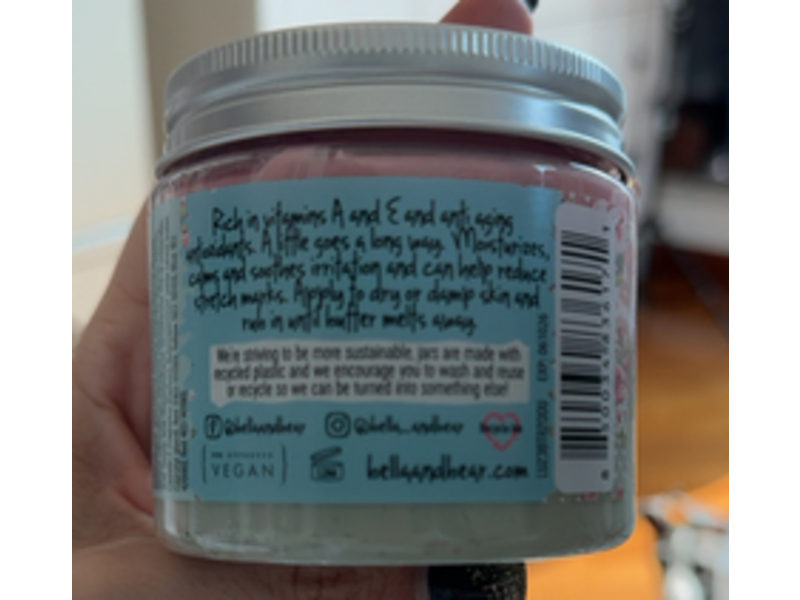 Rich in vitamins A and E and anti aging
antioxidants. A little goes a long way. Moisturizes,
calms and soothes irritation and can help reduce
stretch marks. Apply to dry or damp skin and
rub in until butter melts away.
We're striving to be more sustainable, jars are made with
recycled plastic and we encourage you to wash and reuse
or recycle so we can be turned into something else!
@bellaandbear @bella_andbear
VEGAN bellaandbear.com